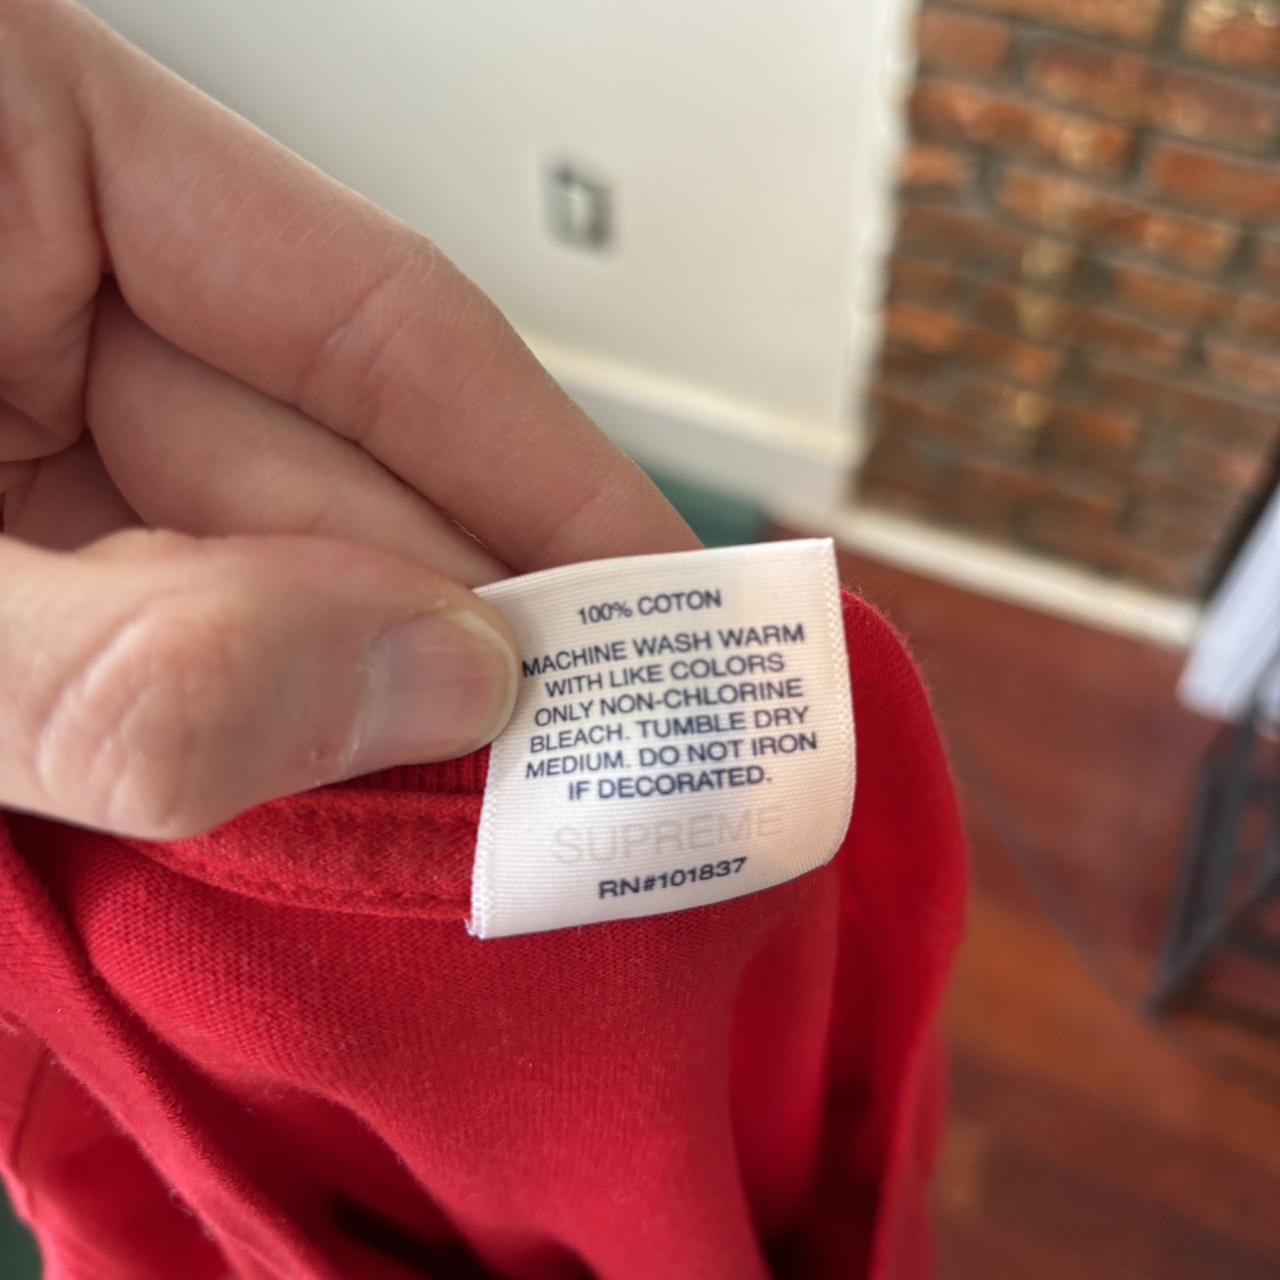 100% COTON
MACHINE WASH WARM
WITH LIKE COLORS
ONLY NON-CHLORINE
BLEACH. TUMBLE DRY
MEDIUM. DO NOT IRON
IF DECORATED.
SUPREME
RN#101837